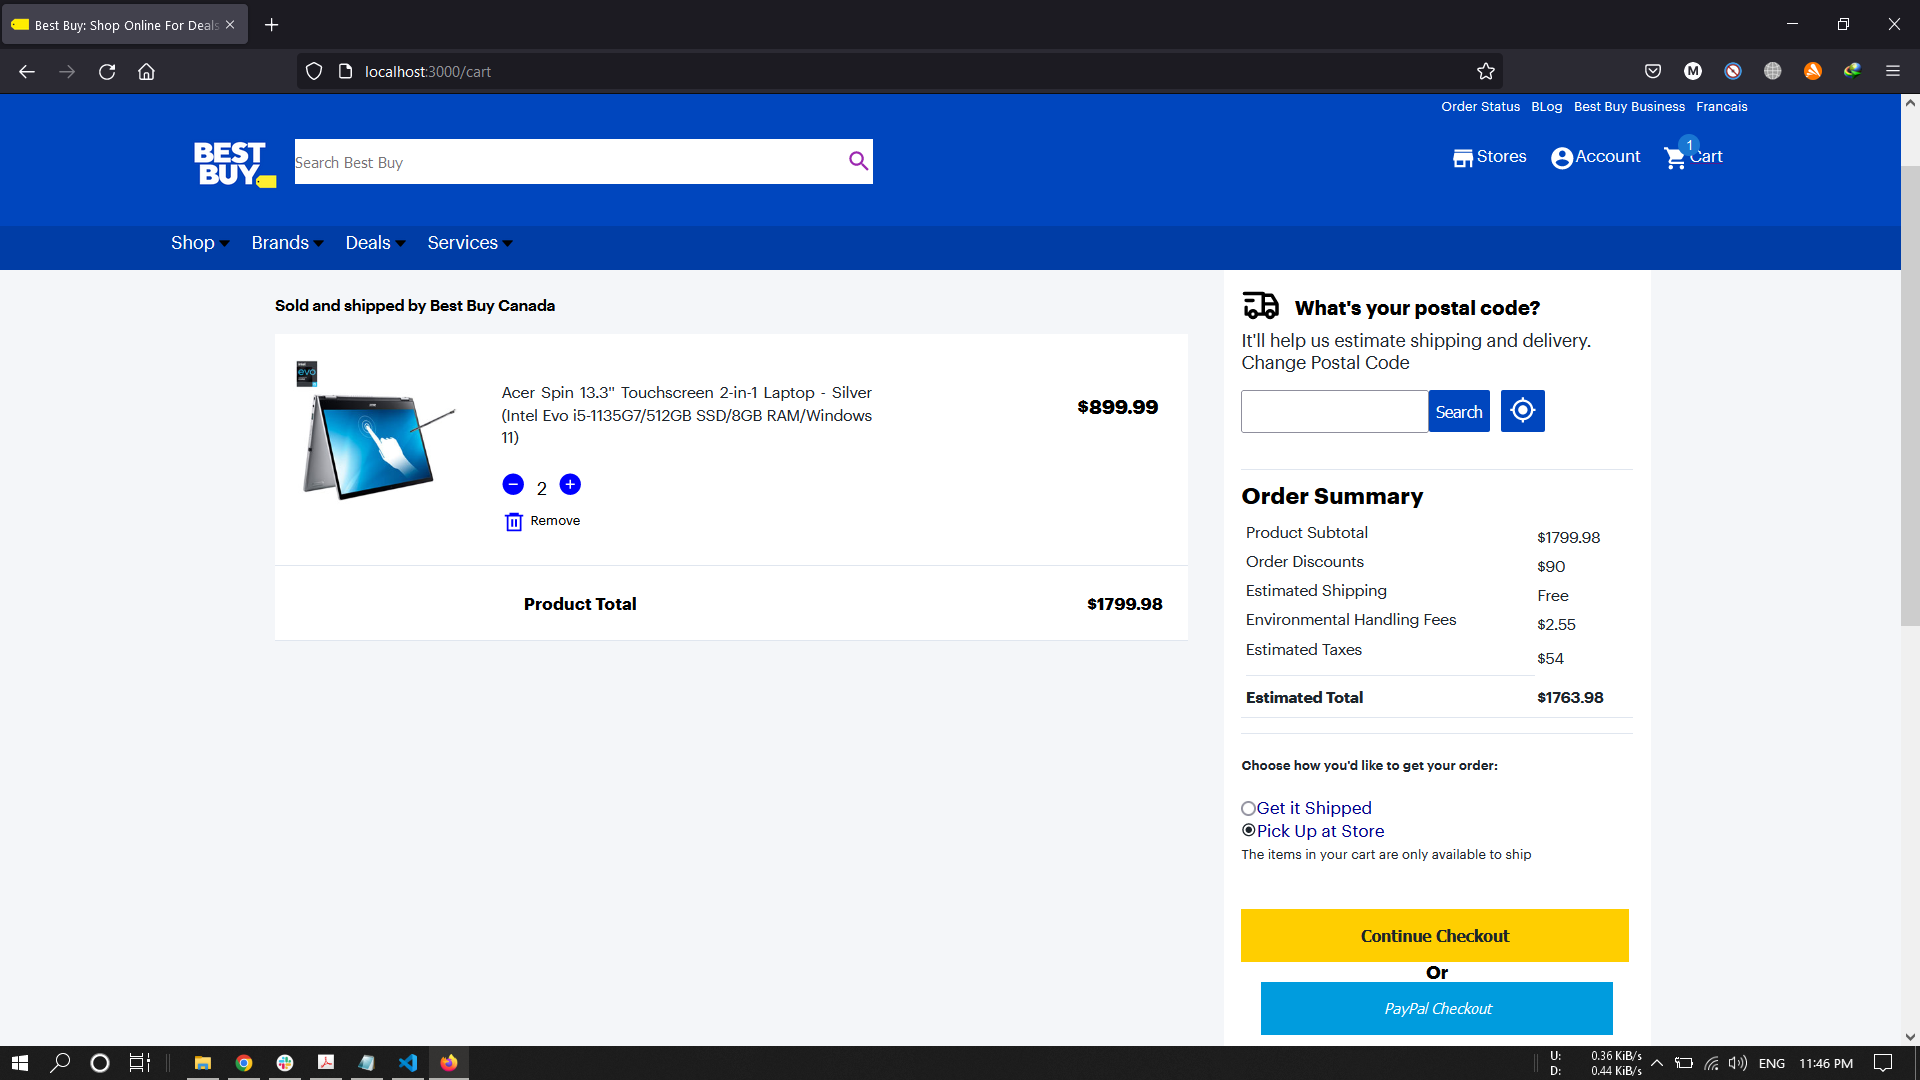 Best Buy: Shop Online For Deals
localhost:3000/cart
Order Status BLog Best Buy Business Francais
BEST
BUY
Search Best Buy
Stores Account 1 Cart
Shop Brands Deals Services
Sold and shipped by Best Buy Canada
evo
Acer Spin 13.3" Touchscreen 2-in-1 Laptop - Silver
(Intel Evo i5-1135G7/512GB SSD/8GB RAM/Windows
11)
$899.99
2
Remove
Product Total $1799.98
What's your postal code?
It'll help us estimate shipping and delivery.
Change Postal Code
Search
Order Summary
Product Subtotal $1799.98
Order Discounts $90
Estimated Shipping Free
Environmental Handling Fees $2.55
Estimated Taxes $54
Estimated Total $1763.98
Choose how you'd like to get your order:
Get it Shipped
Pick Up at Store
The items in your cart are only available to ship
Continue Checkout
Or
PayPal Checkout
U: 0.36 KiB/s
D: 0.44 KiB/s
ENG 11:46 PM